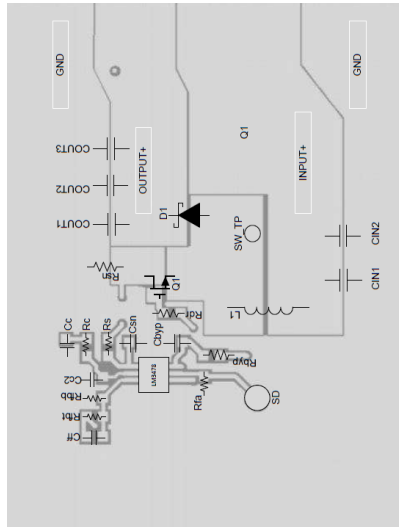 GND
GND
Q1
COUT3
OUTPUT+
INPUT+
COUT2
COUT1
D1
SW_TP
CIN2
Rsn
Q1
CIN1
Rdr
L1
Cc
Rc
Rs
Csn
Cbyp
Rbyp
Cc2
LM3478
Rfbb
Rfa
SD
Rfbt
Cff